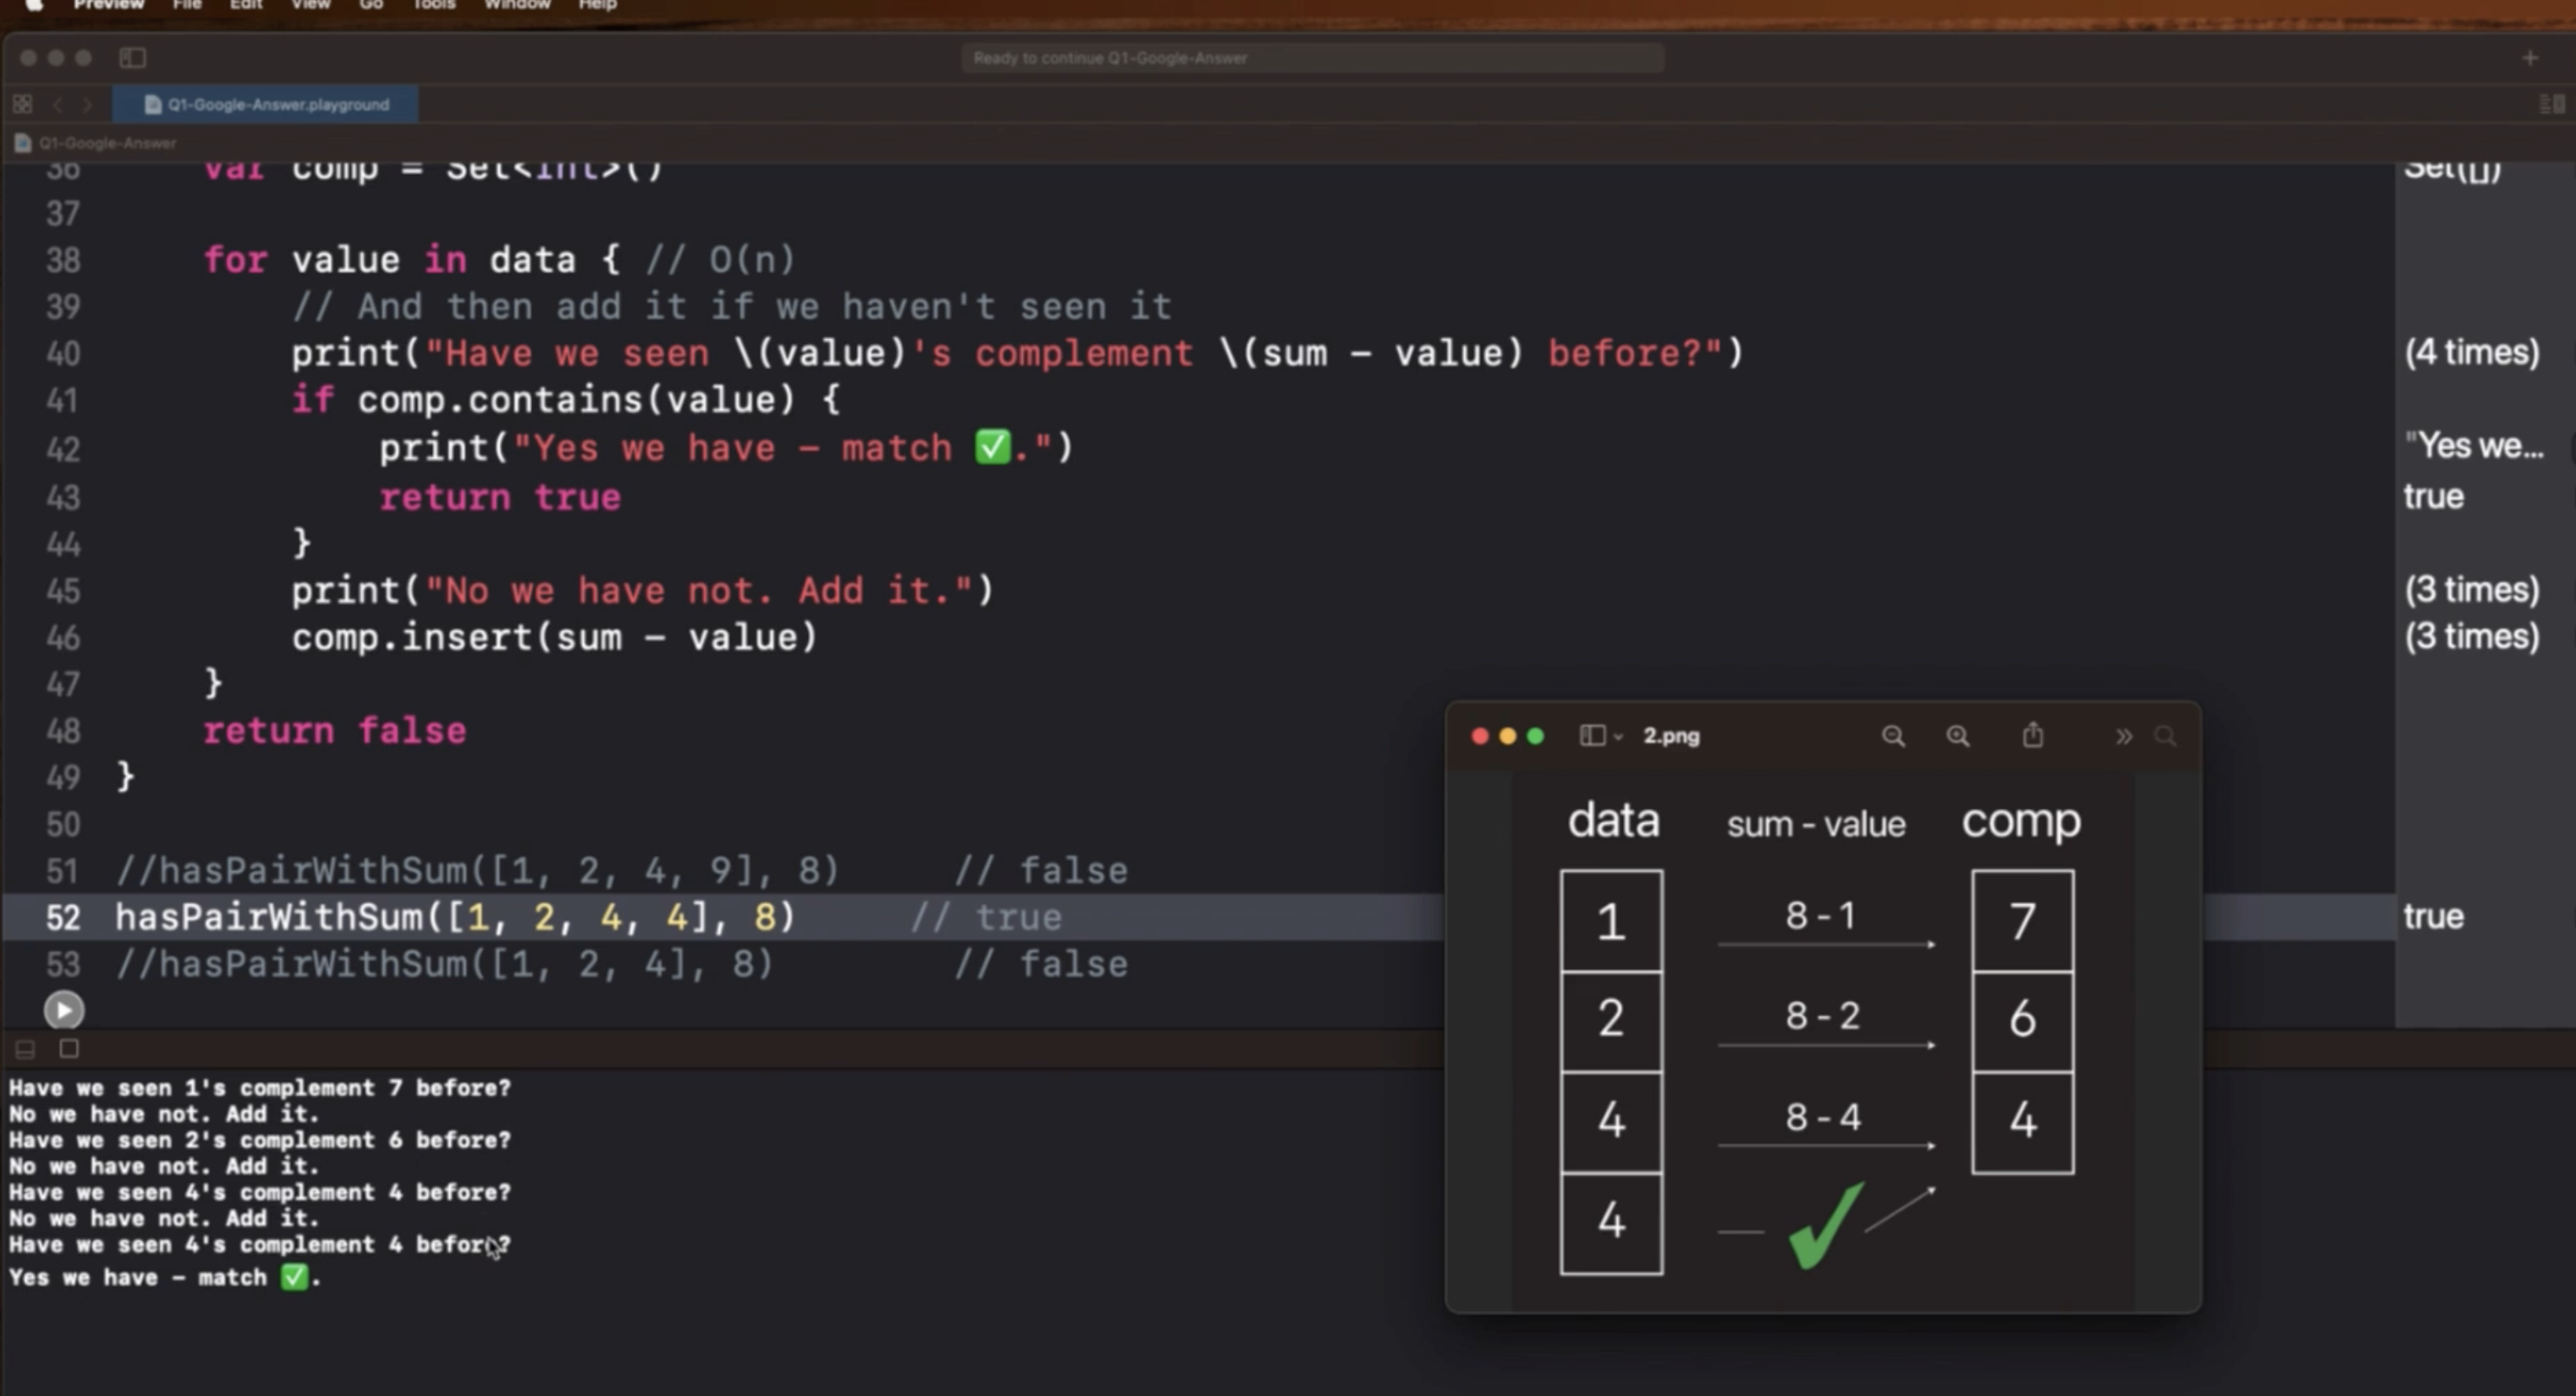 Preview File Edit View Go Tools Window Help
Ready to continue Q1-Google-Answer
Q1-Google-Answer.playground
Q1-Google-Answer
36 var comp = Set<Int>() Set([])
37
38 for value in data { // O(n)
39 // And then add it if we haven't seen it
40 print("Have we seen \(value)'s complement \(sum - value) before?") (4 times)
41 if comp.contains(value) {
42 print("Yes we have - match ✅.") "Yes we...
43 return true true
44 }
45 print("No we have not. Add it.") (3 times)
46 comp.insert(sum - value) (3 times)
47 }
48 return false
49 }
50
51 //hasPairWithSum([1, 2, 4, 9], 8) // false
52 hasPairWithSum([1, 2, 4, 4], 8) // true true
53 //hasPairWithSum([1, 2, 4], 8) // false
Have we seen 1's complement 7 before?
No we have not. Add it.
Have we seen 2's complement 6 before?
No we have not. Add it.
Have we seen 4's complement 4 before?
No we have not. Add it.
Have we seen 4's complement 4 before?
Yes we have - match ✅.
2.png
data sum - value comp
1 8 - 1 7
2 8 - 2 6
4 8 - 4 4
4